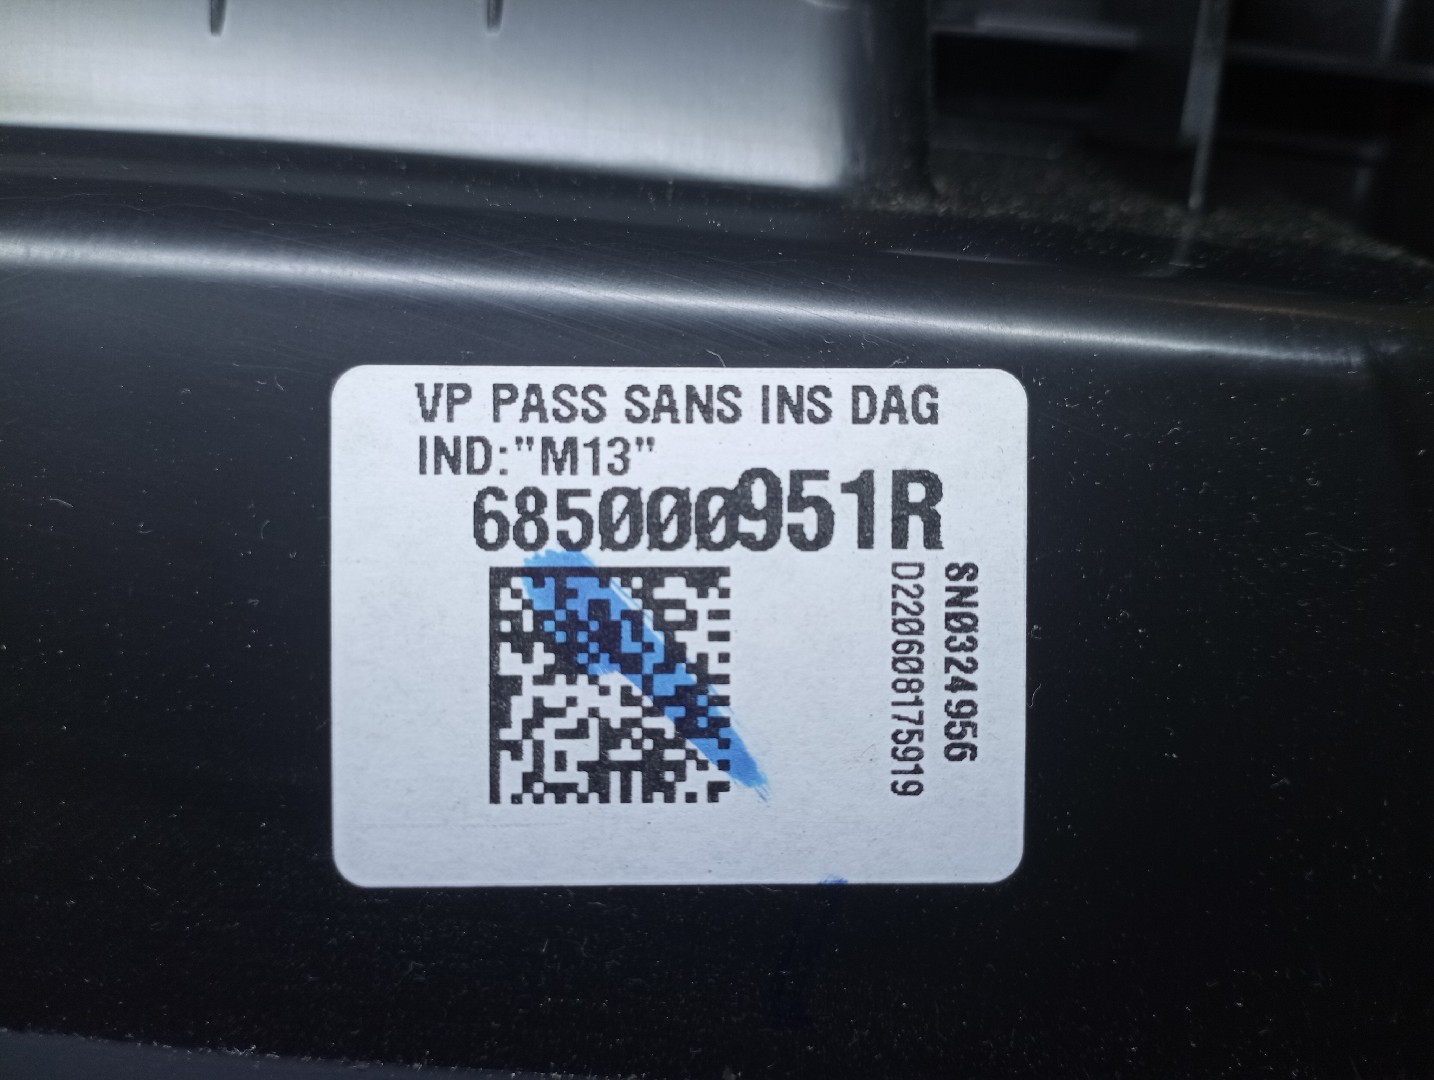 VP PASS SANS INS DAG
IND:"M13"
685000951R
SN0324956
D220608175919